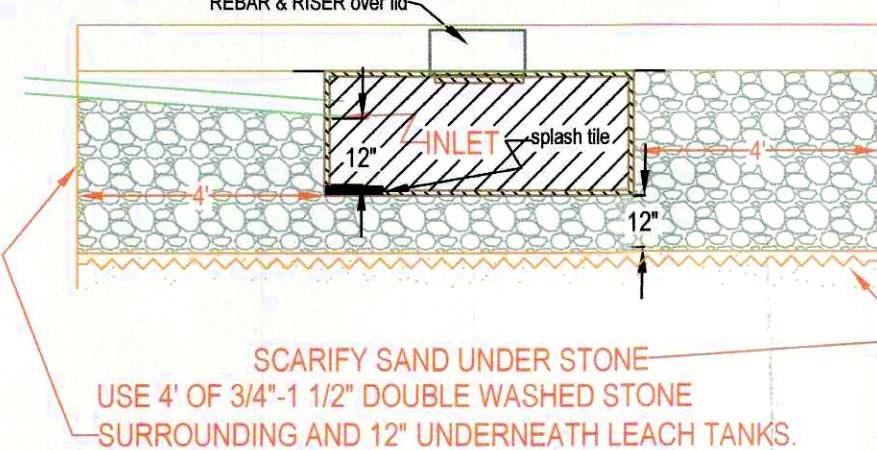 REBAR & RISER over lid
INLET
splash tile
12"
4'
4'
12"
SCARIFY SAND UNDER STONE
USE 4' OF 3/4"-1 1/2" DOUBLE WASHED STONE
SURROUNDING AND 12" UNDERNEATH LEACH TANKS.